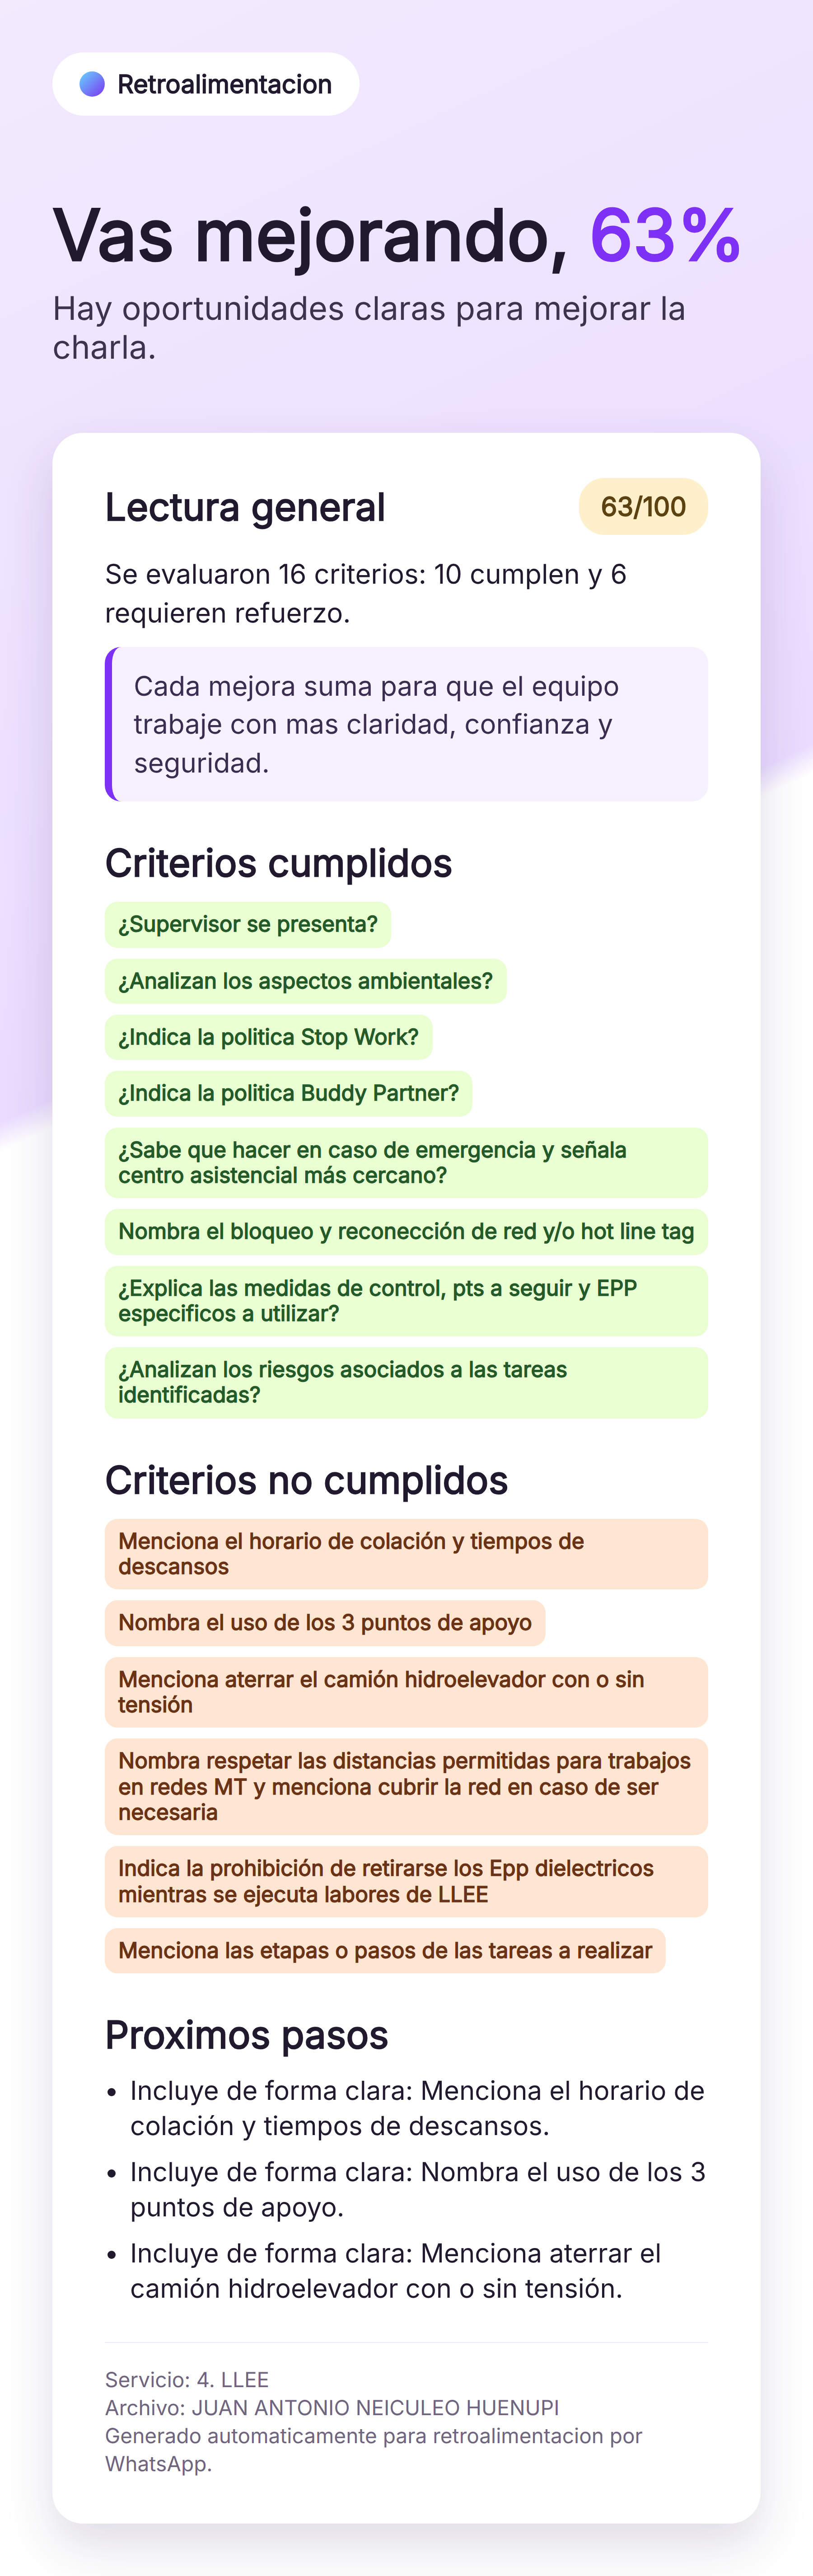 Retroalimentacion
Vas mejorando, 63%
Hay oportunidades claras para mejorar la
charla.
Lectura general
63/100
Se evaluaron 16 criterios: 10 cumplen y 6
requieren refuerzo.
Cada mejora suma para que el equipo
trabaje con mas claridad, confianza y
seguridad.
Criterios cumplidos
¿Supervisor se presenta?
¿Analizan los aspectos ambientales?
¿Indica la politica Stop Work?
¿Indica la politica Buddy Partner?
¿Sabe que hacer en caso de emergencia y señala
centro asistencial más cercano?
Nombra el bloqueo y reconección de red y/o hot line tag
¿Explica las medidas de control, pts a seguir y EPP
especificos a utilizar?
¿Analizan los riesgos asociados a las tareas
identificadas?
Criterios no cumplidos
Menciona el horario de colación y tiempos de
descansos
Nombra el uso de los 3 puntos de apoyo
Menciona aterrar el camión hidroelevador con o sin
tensión
Nombra respetar las distancias permitidas para trabajos
en redes MT y menciona cubrir la red en caso de ser
necesaria
Indica la prohibición de retirarse los Epp dielectricos
mientras se ejecuta labores de LLEE
Menciona las etapas o pasos de las tareas a realizar
Proximos pasos
• Incluye de forma clara: Menciona el horario de
colación y tiempos de descansos.
• Incluye de forma clara: Nombra el uso de los 3
puntos de apoyo.
• Incluye de forma clara: Menciona aterrar el
camión hidroelevador con o sin tensión.
Servicio: 4. LLEE
Archivo: JUAN ANTONIO NEICULEO HUENUPI
Generado automaticamente para retroalimentacion por
WhatsApp.